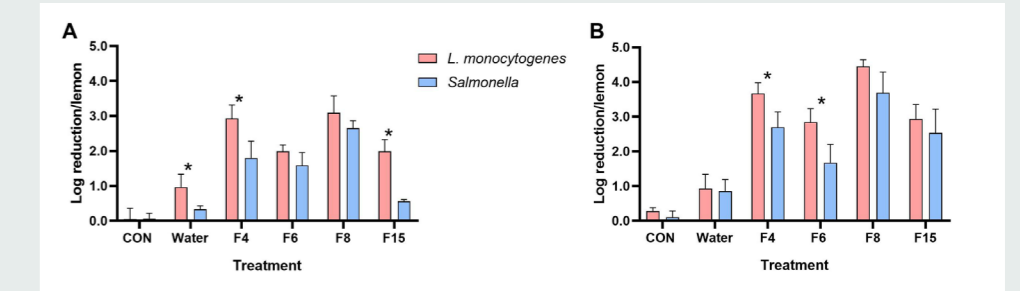 A
B
L. monocytogenes
Salmonella
Log reduction/lemon
5.0
4.0
3.0
2.0
1.0
0.0
*
*
*
CON Water F4 F6 F8 F15
Treatment
Log reduction/lemon
5.0
4.0
3.0
2.0
1.0
0.0
*
*
CON Water F4 F6 F8 F15
Treatment